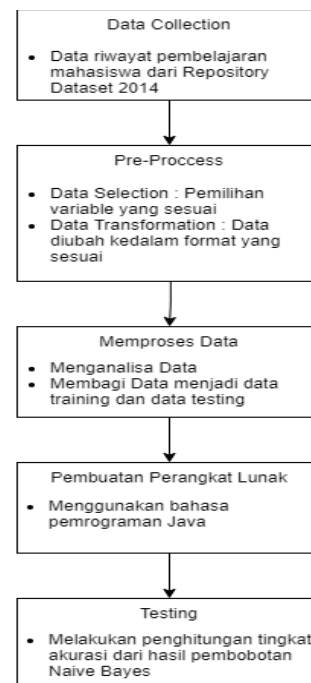 Data Collection
• Data riwayat pembelajaran
mahasiswa dari Repository
Dataset 2014
Pre-Proccess
• Data Selection : Pemilihan
variable yang sesuai
• Data Transformation : Data
diubah kedalam format yang
sesuai
Memproses Data
• Menganalisa Data
• Membagi Data menjadi data
training dan data testing
Pembuatan Perangkat Lunak
• Menggunakan bahasa
pemrograman Java
Testing
• Melakukan penghitungan tingkat
akurasi dari hasil pembobotan
Naive Bayes